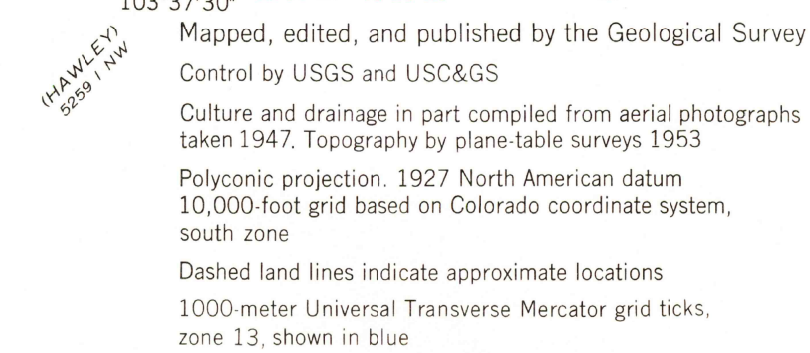 103°37'30"
(HAWLEY)
5259 I NW
Mapped, edited, and published by the Geological Survey
Control by USGS and USC&GS
Culture and drainage in part compiled from aerial photographs
taken 1947. Topography by plane-table surveys 1953
Polyconic projection. 1927 North American datum
10,000-foot grid based on Colorado coordinate system,
south zone
Dashed land lines indicate approximate locations
1000-meter Universal Transverse Mercator grid ticks,
zone 13, shown in blue